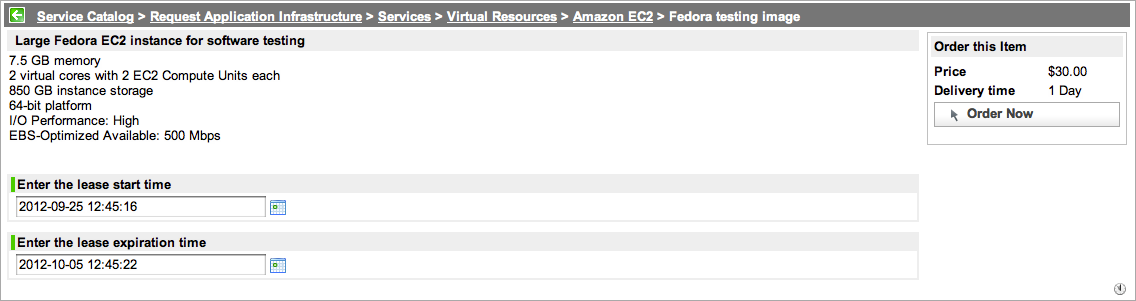 Service Catalog > Request Application Infrastructure > Services > Virtual Resources > Amazon EC2 > Fedora testing image
Large Fedora EC2 instance for software testing
7.5 GB memory
2 virtual cores with 2 EC2 Compute Units each
850 GB instance storage
64-bit platform
I/O Performance: High
EBS-Optimized Available: 500 Mbps
Order this Item
Price $30.00
Delivery time 1 Day
Order Now
Enter the lease start time
2012-09-25 12:45:16
Enter the lease expiration time
2012-10-05 12:45:22